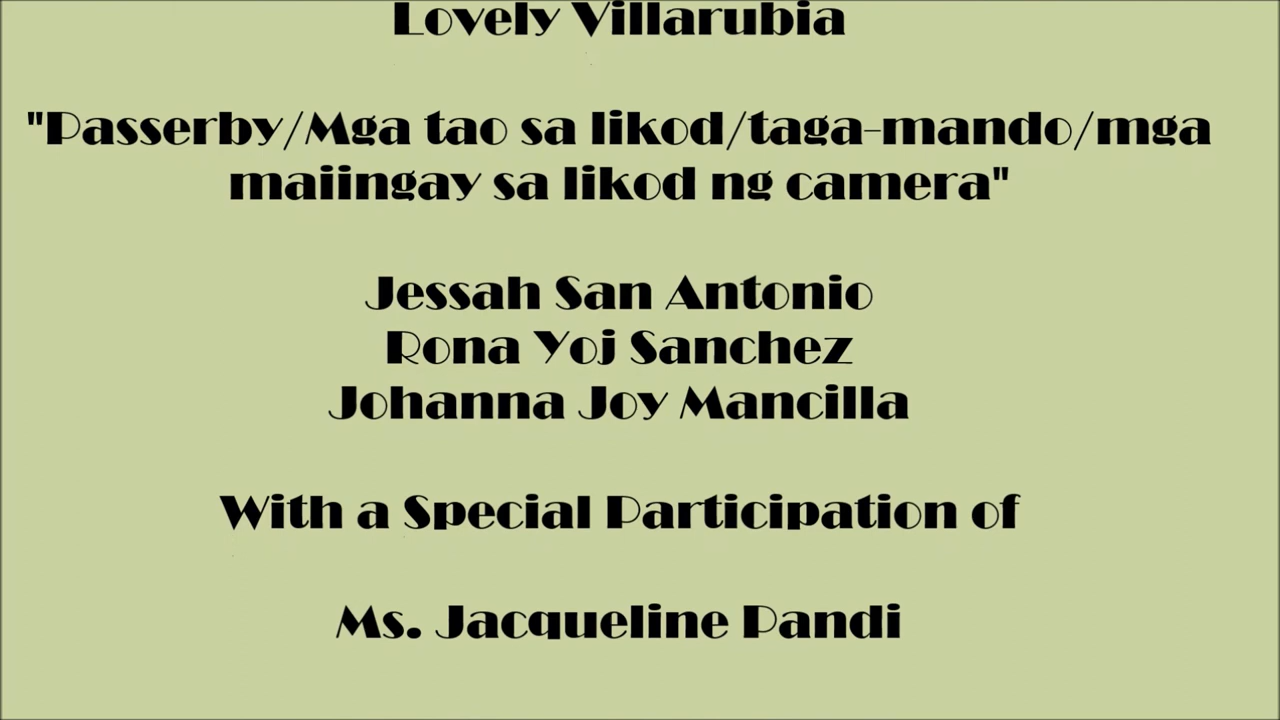 Lovely Villarubia
"Passerby/Mga tao sa likod/taga-mando/mga
maiingay sa likod ng camera"
Jessah San Antonio
Rona Yoj Sanchez
Johanna Joy Mancilla
With a Special Participation of
Ms. Jacqueline Pandi